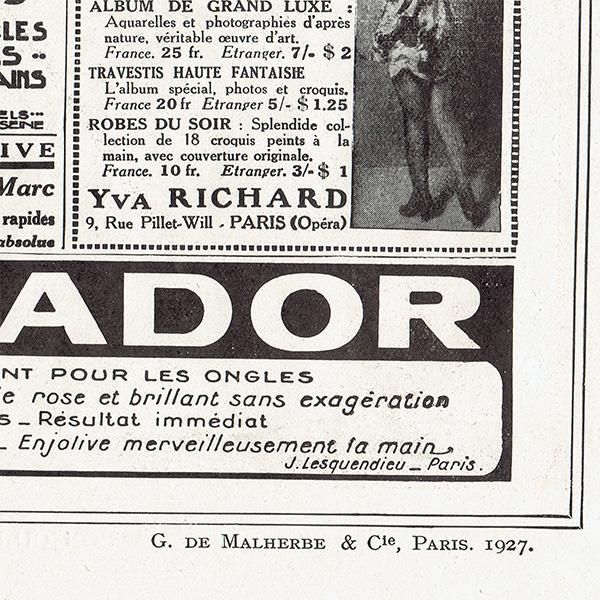 CLES
AINS
SEINE
IVE
Marc
rapides
absolue
ALBUM DE GRAND LUXE :
Aquarelles et photographies d'après
nature, véritable œuvre d'art.
France. 25 fr. Etranger. 7/- $ 2
TRAVESTIS HAUTE FANTAISIE
L'album spécial, photos et croquis.
France 20 fr Etranger 5/- $ 1.25
ROBES DU SOIR : Splendide col-
lection de 18 croquis peints à la
main, avec couverture originale.
France. 10 fr. Etranger. 3/- $ 1
YVA RICHARD
9, Rue Pillet-Will - PARIS (Opéra)
ADOR
NT POUR LES ONGLES
e rose et brillant sans exagération
s _ Résultat immédiat
_ Enjolive merveilleusement la main
J. Lesquendieu _ Paris.
G. DE MALHERBE & Cie, PARIS. 1927.